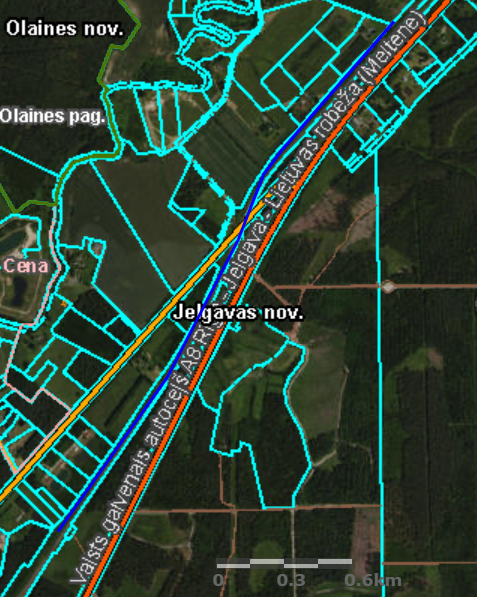 Olaines nov.
Olaines pag.
Cena
Jelgavas nov.
Valsts galvenais autoceļš A8 Rīga - Jelgava - Lietuvas robeža (Meitene)
0 0.3 0.6km